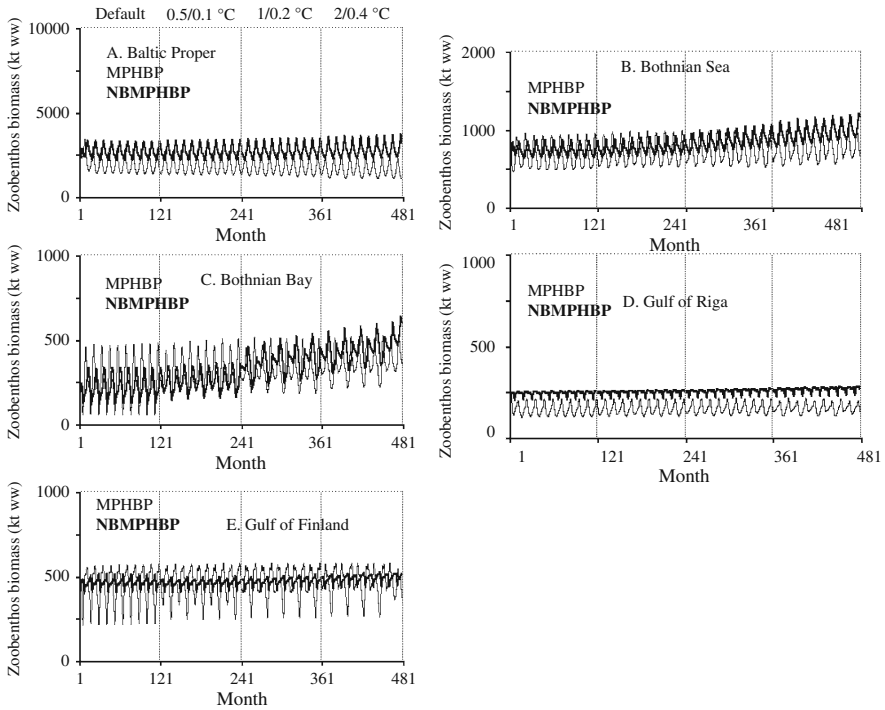 Default 0.5/0.1 °C 1/0.2 °C 2/0.4 °C
Zoobenthos biomass (kt ww)
10000
5000
0
A. Baltic Proper
MPHBP
NBMPHBP
1 121 241 361 481
Month
Zoobenthos biomass (kt ww)
2000
1000
0
B. Bothnian Sea
MPHBP
NBMPHBP
1 121 241 361 481
Month
Zoobenthos biomass (kt ww)
1000
500
0
MPHBP C. Bothnian Bay
NBMPHBP
1 121 241 361 481
Month
Zoobenthos biomass (kt ww)
1000
500
0
MPHBP
NBMPHBP D. Gulf of Riga
1 121 241 361 481
Month
Zoobenthos biomass (kt ww)
1000
500
0
MPHBP
NBMPHBP E. Gulf of Finland
1 121 241 361 481
Month